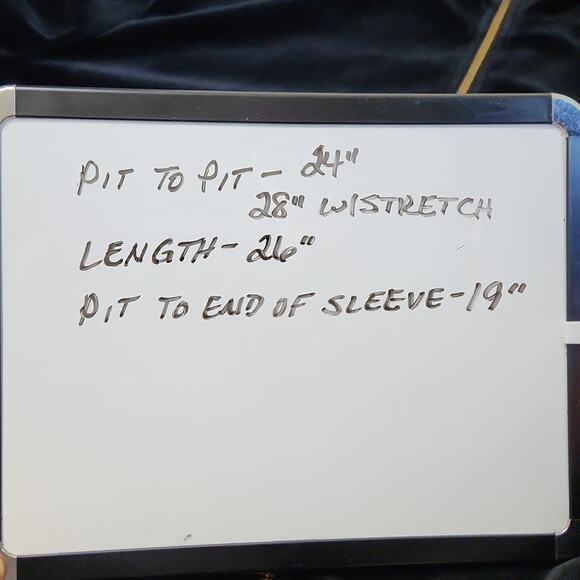 PIT TO PIT - 24"
28" W/STRETCH
LENGTH - 26"
PIT TO END OF SLEEVE - 19"